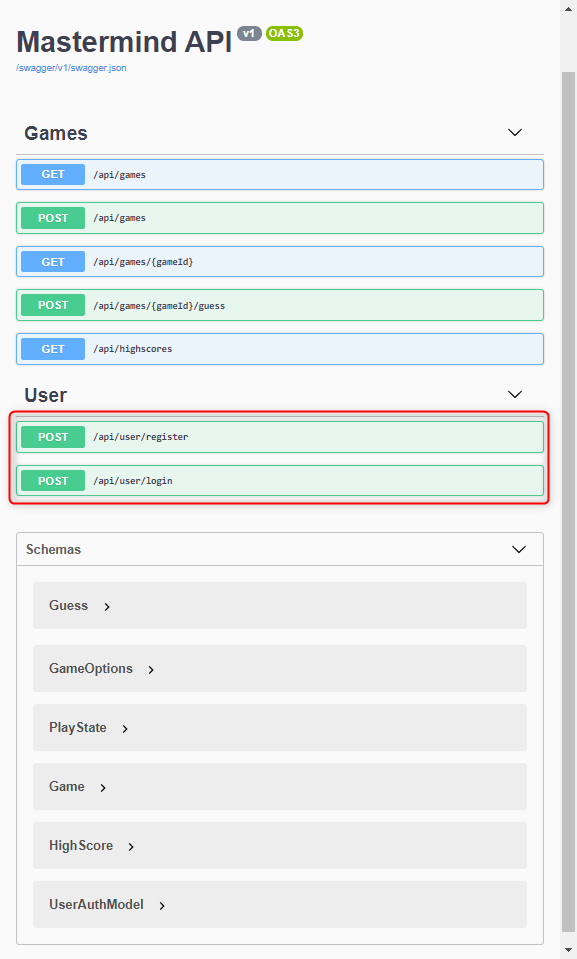 Mastermind API v1 OAS3
/swagger/v1/swagger.json
Games
GET /api/games
POST /api/games
GET /api/games/{gameId}
POST /api/games/{gameId}/guess
GET /api/highscores
User
POST /api/user/register
POST /api/user/login
Schemas
Guess
GameOptions
PlayState
Game
HighScore
UserAuthModel